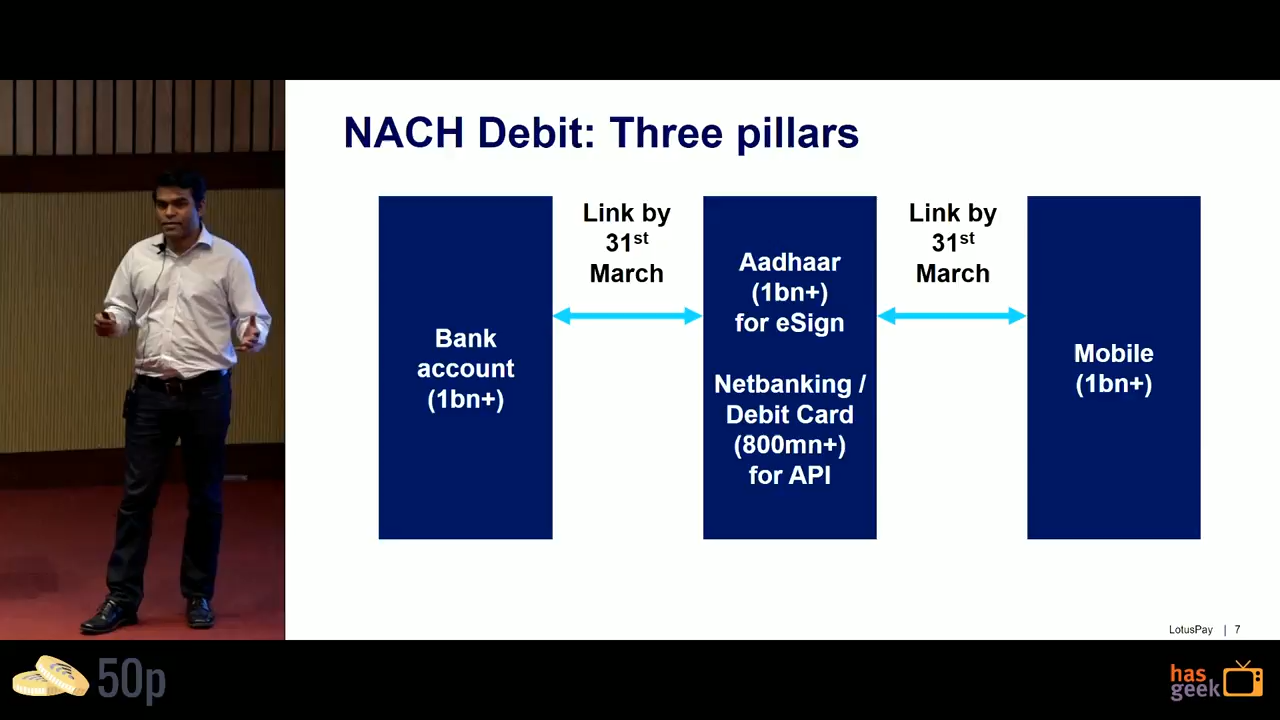 NACH Debit: Three pillars
Bank
account
(1bn+)
Link by
31st
March
Aadhaar
(1bn+)
for eSign
Netbanking /
Debit Card
(800mn+)
for API
Link by
31st
March
Mobile
(1bn+)
LotusPay | 7
50p
has
geek